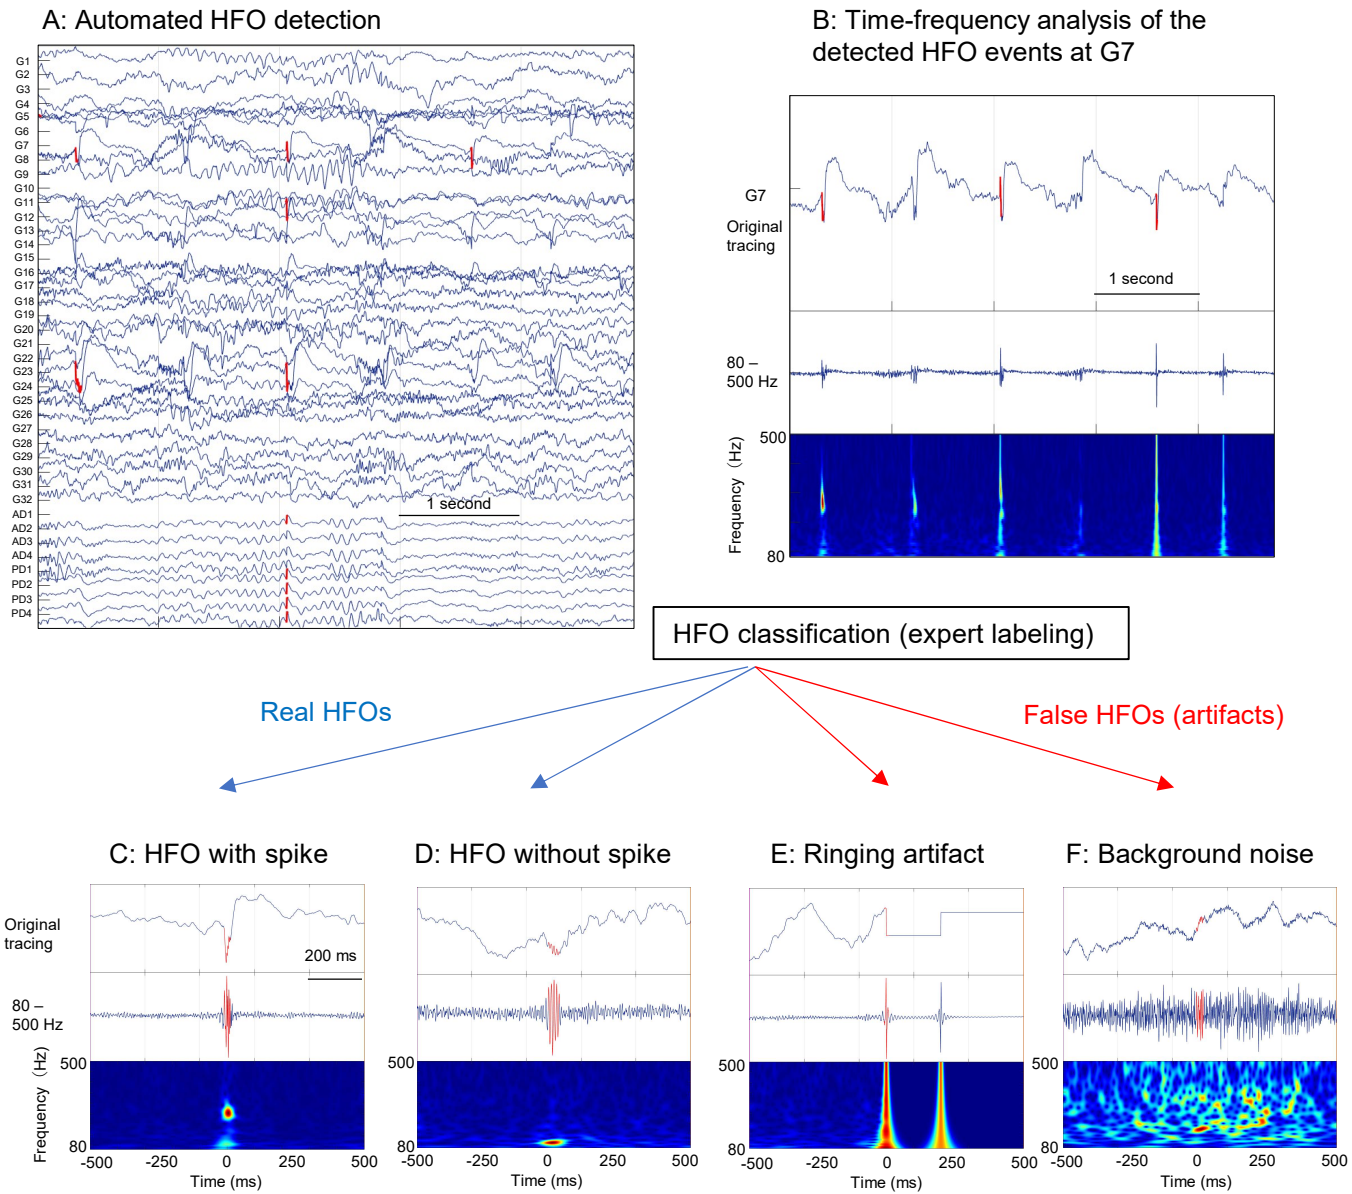 A: Automated HFO detection
G1
G2
G3
G4
G5
G6
G7
G8
G9
G10
G11
G12
G13
G14
G15
G16
G17
G18
G19
G20
G21
G22
G23
G24
G25
G26
G27
G28
G29
G30
G31
G32
AD1
AD2
AD3
AD4
PD1
PD2
PD3
PD4
1 second
B: Time-frequency analysis of the
detected HFO events at G7
G7
Original
tracing
1 second
80 –
500 Hz
500
Frequency (Hz)
80
HFO classification (expert labeling)
Real HFOs
False HFOs (artifacts)
C: HFO with spike
Original
tracing
200 ms
80 –
500 Hz
500
Frequency (Hz)
80
-500 -250 0 250 500
Time (ms)
D: HFO without spike
500
80
-500 -250 0 250 500
Time (ms)
E: Ringing artifact
500
80
-500 -250 0 250 500
Time (ms)
F: Background noise
500
80
-500 -250 0 250 500
Time (ms)